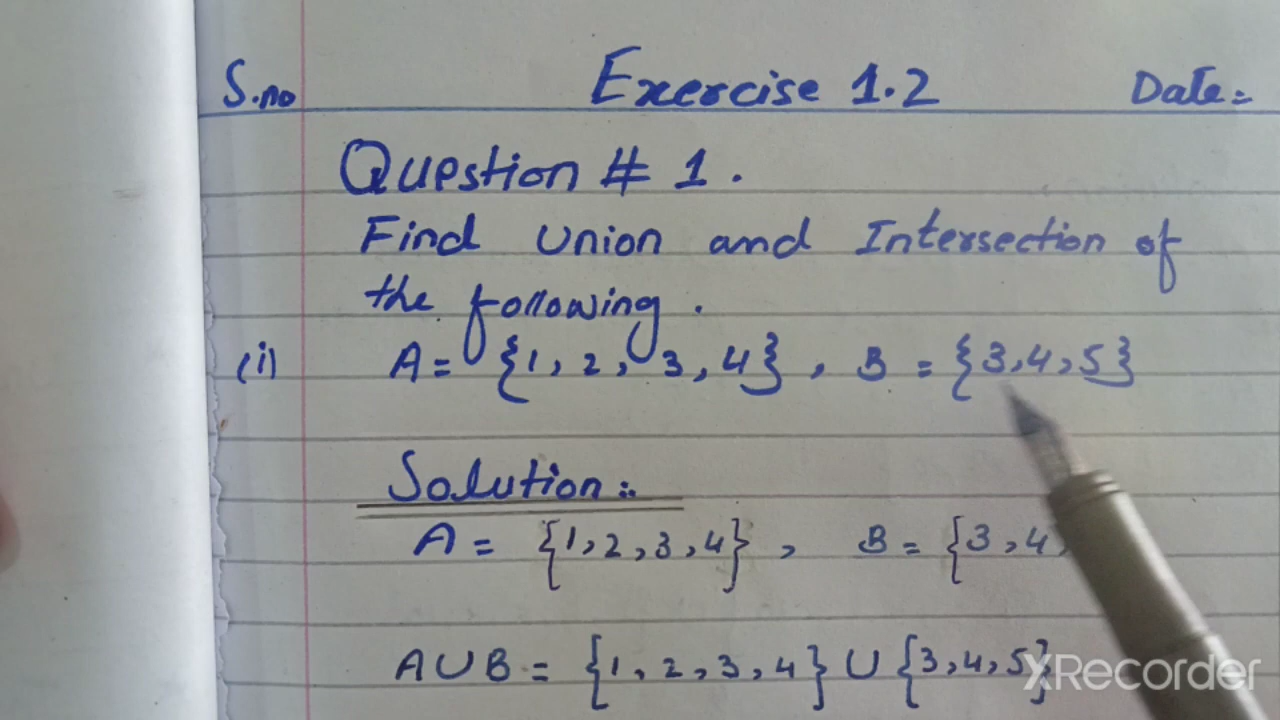 S.no Exercise 1.2 Date=
Question # 1.
Find Union and Intersection of
the following.
(i) A= {1, 2, 3, 4}, B = {3,4,5}
Solution:.
A = {1, 2, 3, 4}, B = {3, 4,
A∪B = {1, 2, 3, 4} ∪ {3, 4, 5}
XRecorder